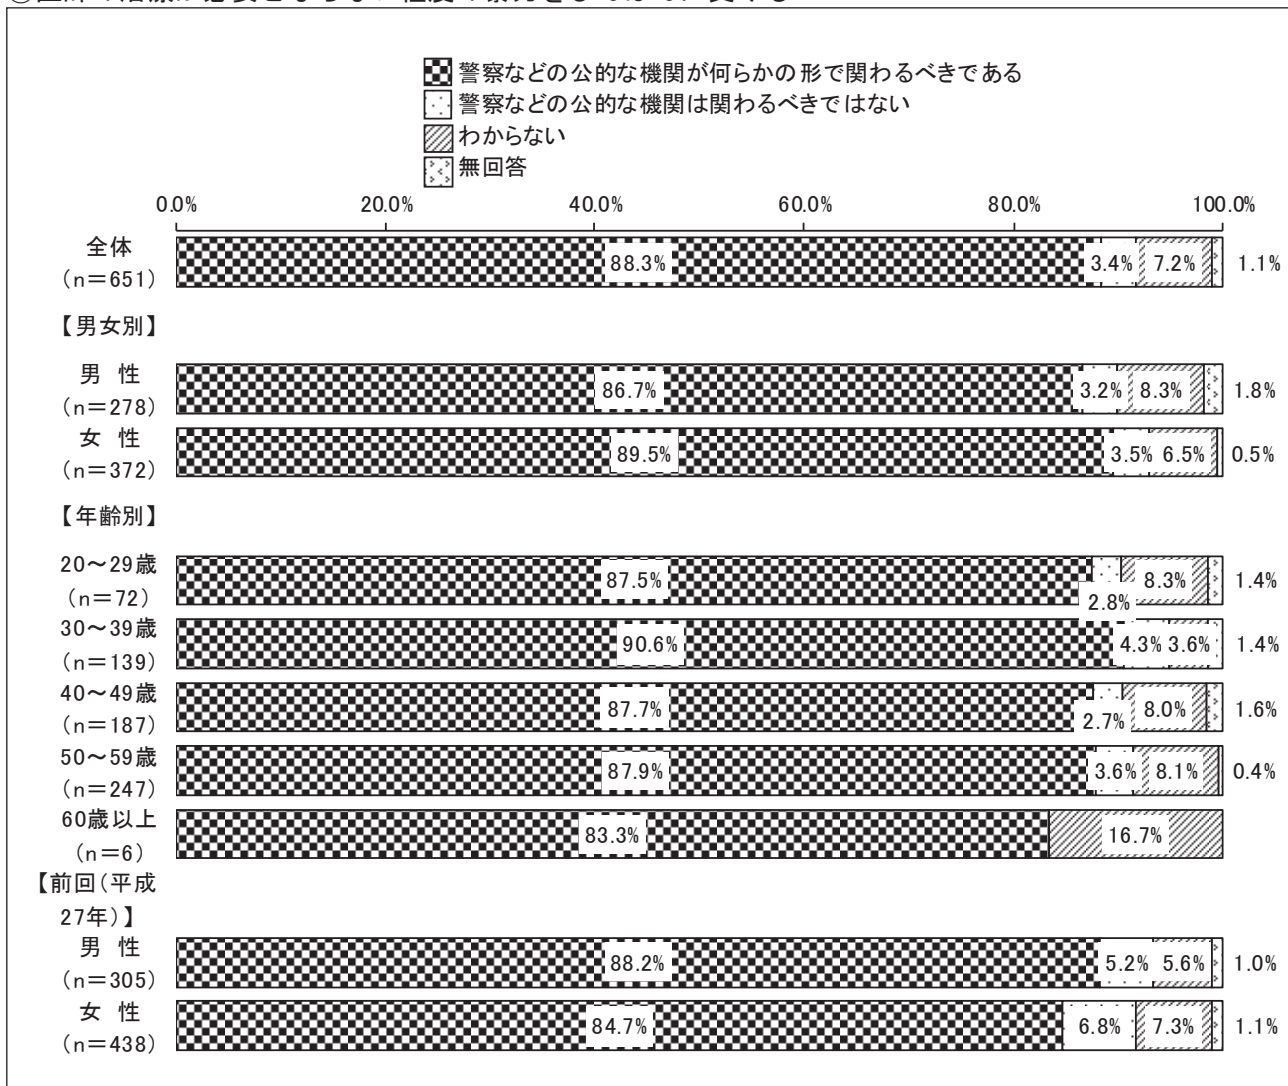 警察などの公的な機関が何らかの形で関わるべきである
警察などの公的な機関は関わるべきではない
わからない
無回答
0.0% 20.0% 40.0% 60.0% 80.0% 100.0%
全体
(n=651) 88.3% 3.4% 7.2% 1.1%
【男女別】
男 性
(n=278) 86.7% 3.2% 8.3% 1.8%
女 性
(n=372) 89.5% 3.5% 6.5% 0.5%
【年齢別】
20~29歳
(n=72) 87.5% 2.8% 8.3% 1.4%
30~39歳
(n=139) 90.6% 4.3% 3.6% 1.4%
40~49歳
(n=187) 87.7% 2.7% 8.0% 1.6%
50~59歳
(n=247) 87.9% 3.6% 8.1% 0.4%
60歳以上
(n=6) 83.3% 16.7%
【前回(平成
27年)】
男 性
(n=305) 88.2% 5.2% 5.6% 1.0%
女 性
(n=438) 84.7% 6.8% 7.3% 1.1%